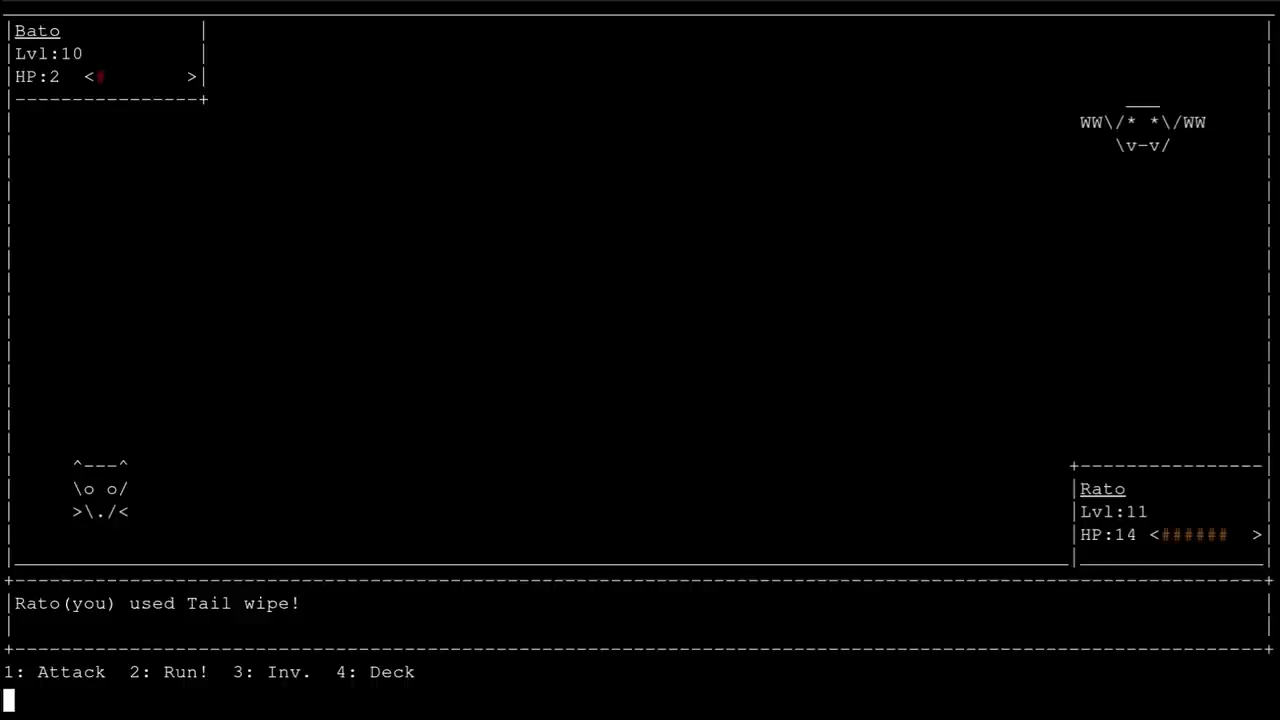 Bato
Lvl:10
HP:2 <# >
___
WW\/* *\/WW
\v-v/
^---^
\o o/
>\./<
Rato
Lvl:11
HP:14 <###### >
Rato(you) used Tail wipe!
1: Attack 2: Run! 3: Inv. 4: Deck